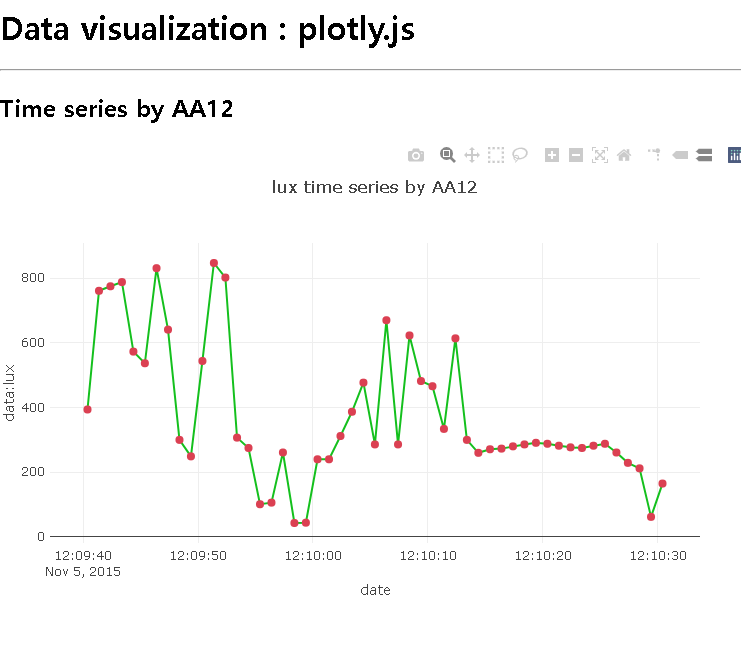 Data visualization : plotly.js
Time series by AA12
lux time series by AA12
800
600
400
200
0
data:lux
12:09:40 12:09:50 12:10:00 12:10:10 12:10:20 12:10:30
Nov 5, 2015
date